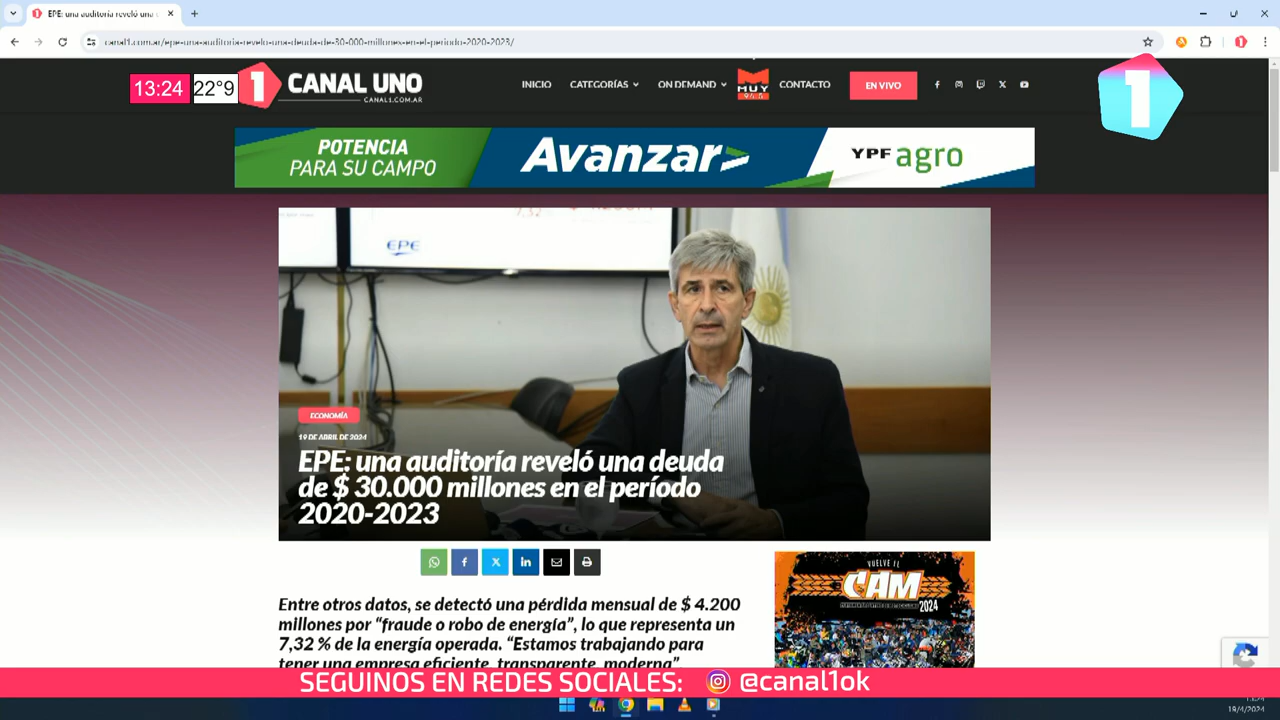 EPE: una auditoría reveló una
canal1.com.ar/epe-una-auditoria-revelo-una-deuda-de-30-000-millones-en-el-periodo-2020-2023/
13:24
22°9
1
CANAL UNO
CANAL1.COM.AR
INICIO
CATEGORÍAS
ON DEMAND
MUY
CONTACTO
EN VIVO
1
POTENCIA
PARA SU CAMPO
Avanzar
YPF agro
EPE
ECONOMÍA
19 DE ABRIL DE 2024
EPE: una auditoría reveló una deuda
de $ 30.000 millones en el período
2020-2023
Entre otros datos, se detectó una pérdida mensual de $ 4.200
millones por “fraude o robo de energía”, lo que representa un
7,32 % de la energía operada. “Estamos trabajando para
tener una empresa eficiente, transparente, moderna”
VUELVE EL
CAM
2024
SEGUINOS EN REDES SOCIALES: @canal1ok
13:24
19/4/2024